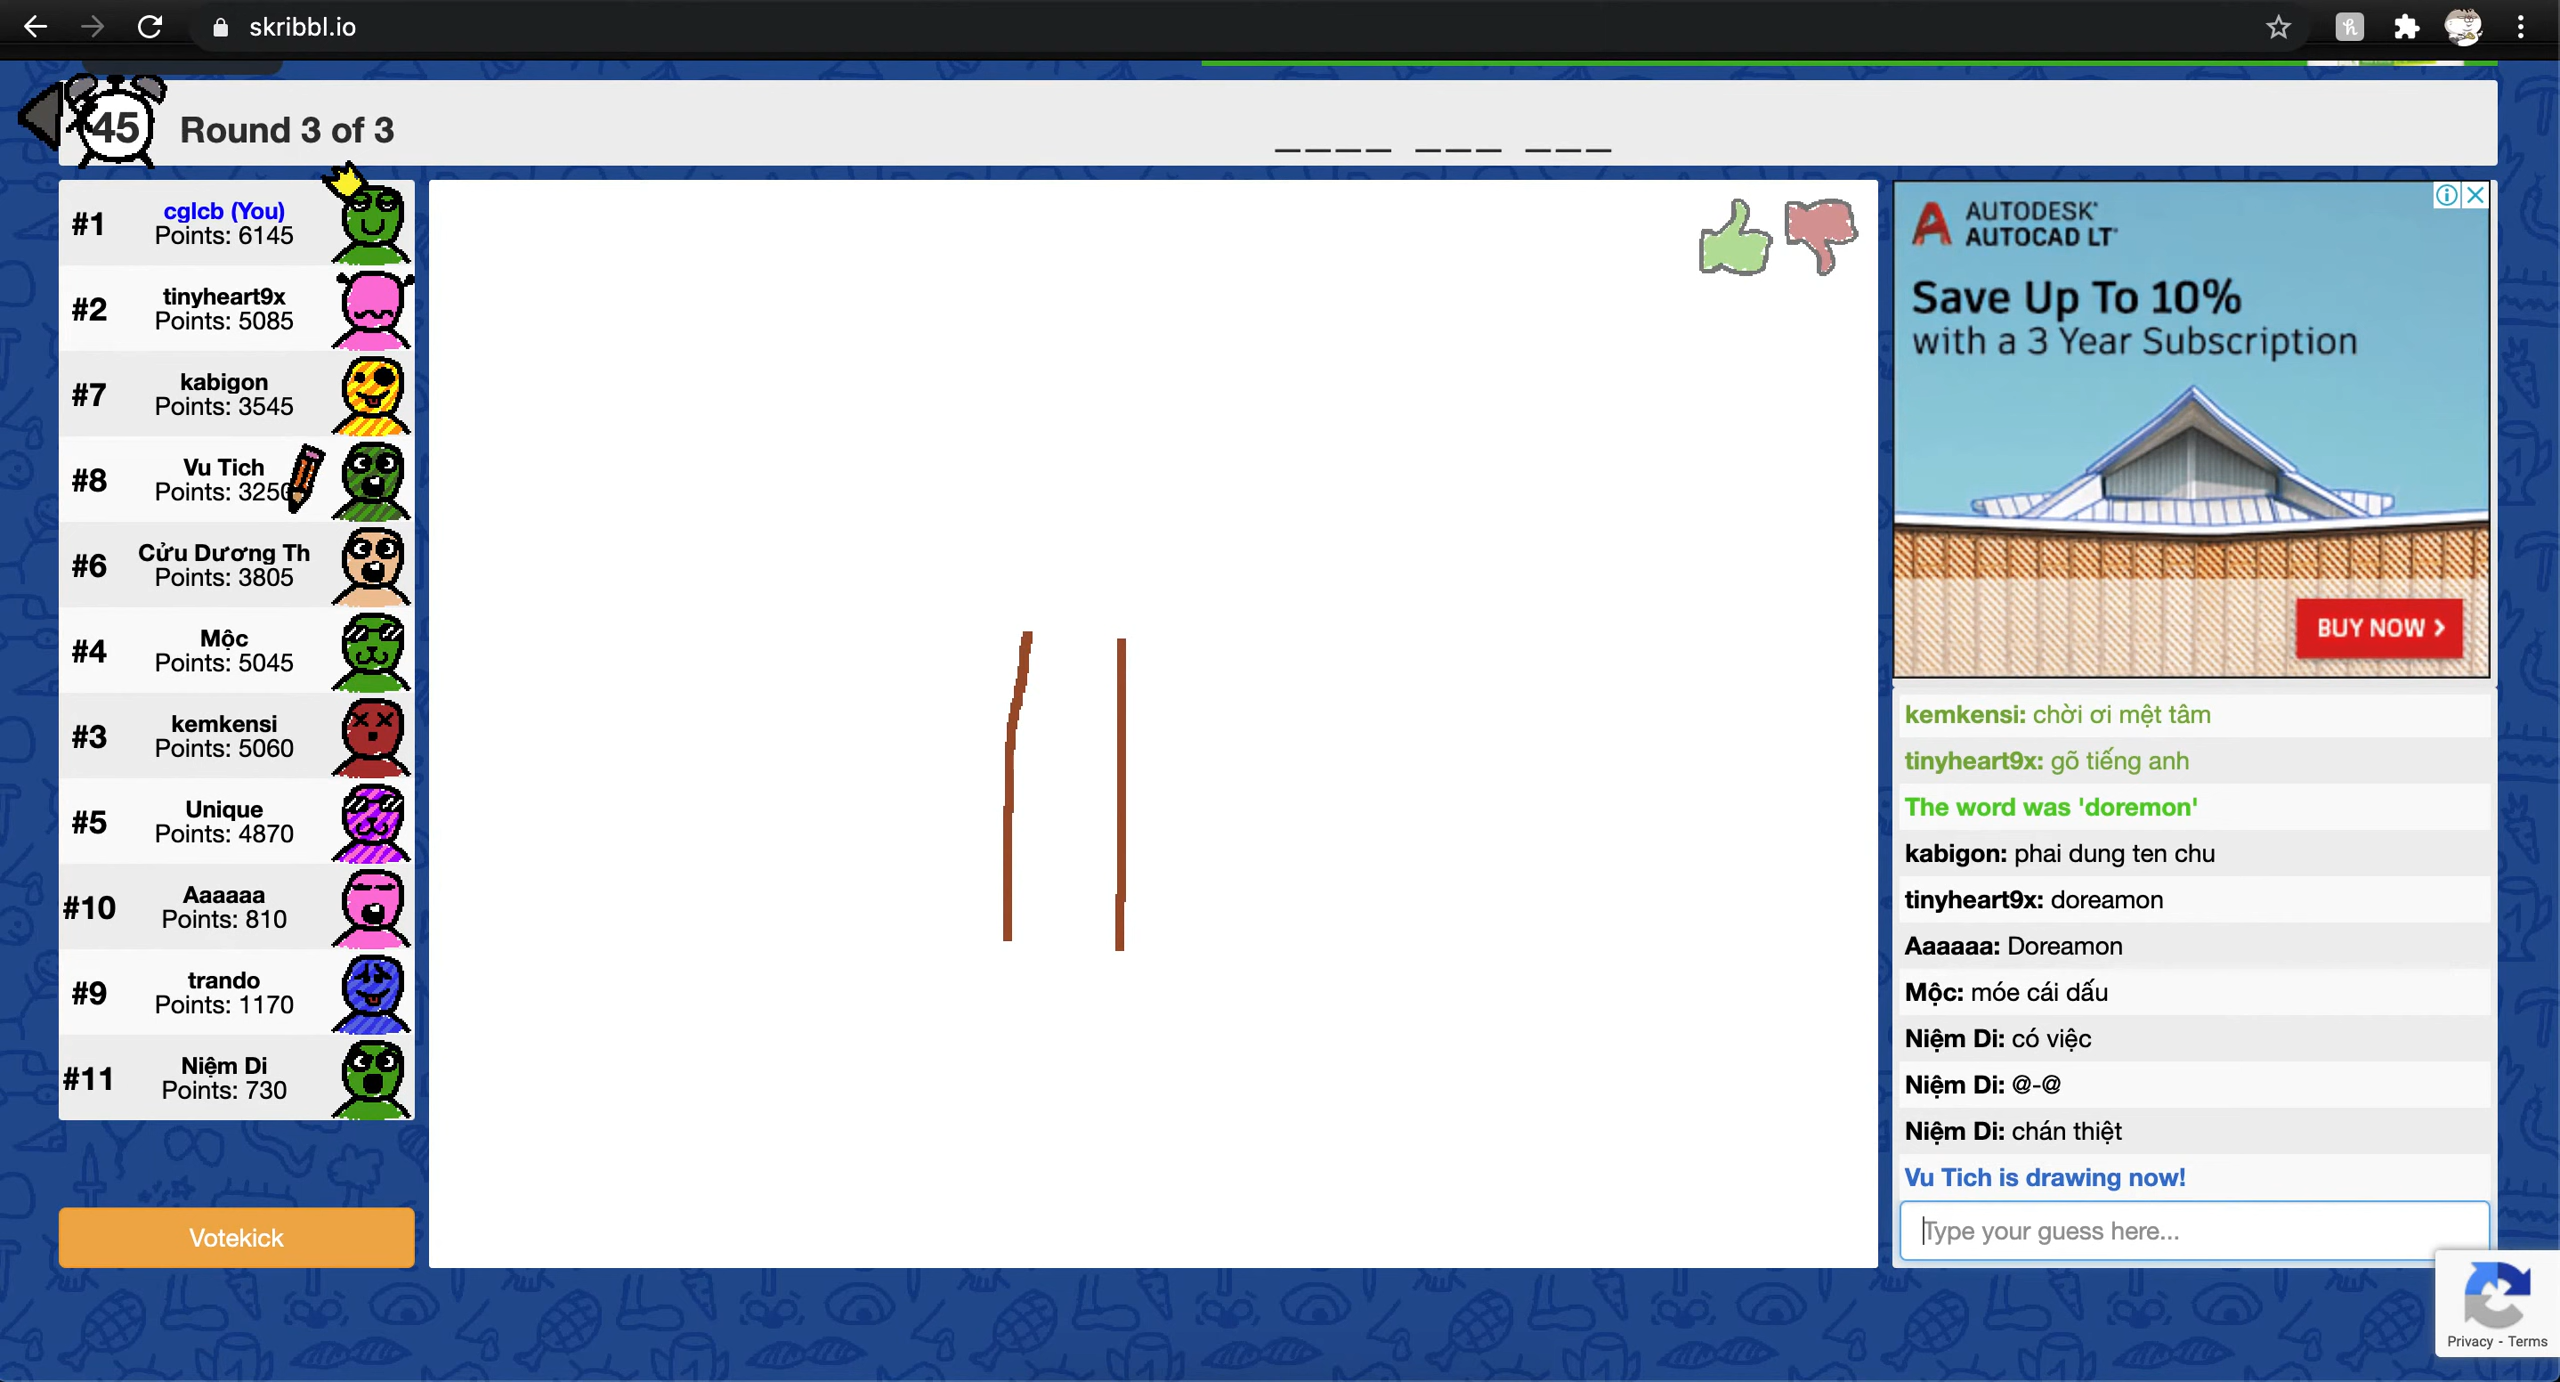 skribbl.io
45
Round 3 of 3
____ ___ ___
#1
cglcb (You)
Points: 6145
#2
tinyheart9x
Points: 5085
#7
kabigon
Points: 3545
#8
Vu Tich
Points: 3250
#6
Cửu Dương Th
Points: 3805
#4
Mộc
Points: 5045
#3
kemkensi
Points: 5060
#5
Unique
Points: 4870
#10
Aaaaaa
Points: 810
#9
trando
Points: 1170
#11
Niệm Di
Points: 730
Votekick
AUTODESK®
AUTOCAD LT®
Save Up To 10%
with a 3 Year Subscription
BUY NOW
kemkensi: chời ơi mệt tâm
tinyheart9x: gõ tiếng anh
The word was 'doremon'
kabigon: phai dung ten chu
tinyheart9x: doreamon
Aaaaaa: Doreamon
Mộc: móe cái dấu
Niệm Di: có việc
Niệm Di: @-@
Niệm Di: chán thiệt
Vu Tich is drawing now!
Type your guess here...
Privacy - Terms